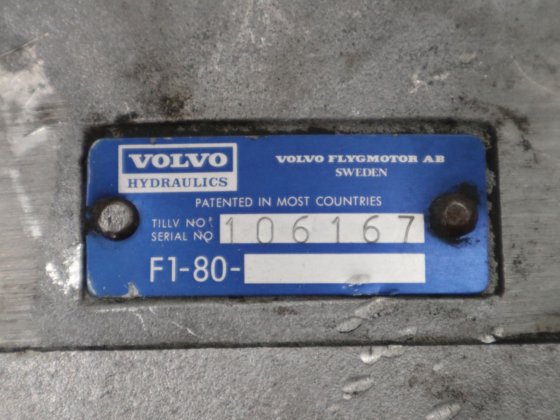 VOLVO
HYDRAULICS
VOLVO FLYGMOTOR AB
SWEDEN
PATENTED IN MOST COUNTRIES
TILLV NO
SERIAL NO
106167
F1-80-